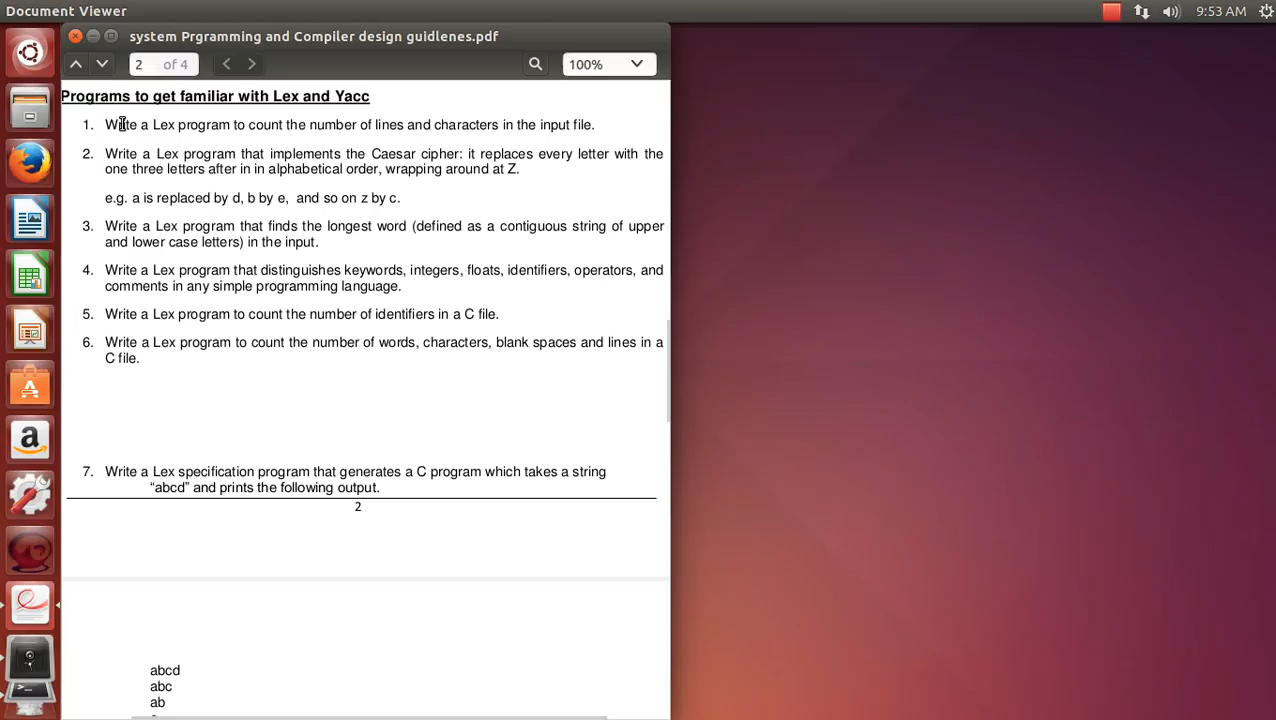 Document Viewer
9:53 AM
system Prgramming and Compiler design guidlenes.pdf
2 of 4
100%
Programs to get familiar with Lex and Yacc
1. Write a Lex program to count the number of lines and characters in the input file.
2. Write a Lex program that implements the Caesar cipher: it replaces every letter with the
one three letters after in in alphabetical order, wrapping around at Z.
e.g. a is replaced by d, b by e, and so on z by c.
3. Write a Lex program that finds the longest word (defined as a contiguous string of upper
and lower case letters) in the input.
4. Write a Lex program that distinguishes keywords, integers, floats, identifiers, operators, and
comments in any simple programming language.
5. Write a Lex program to count the number of identifiers in a C file.
6. Write a Lex program to count the number of words, characters, blank spaces and lines in a
C file.
7. Write a Lex specification program that generates a C program which takes a string
“abcd” and prints the following output.
2
abcd
abc
ab